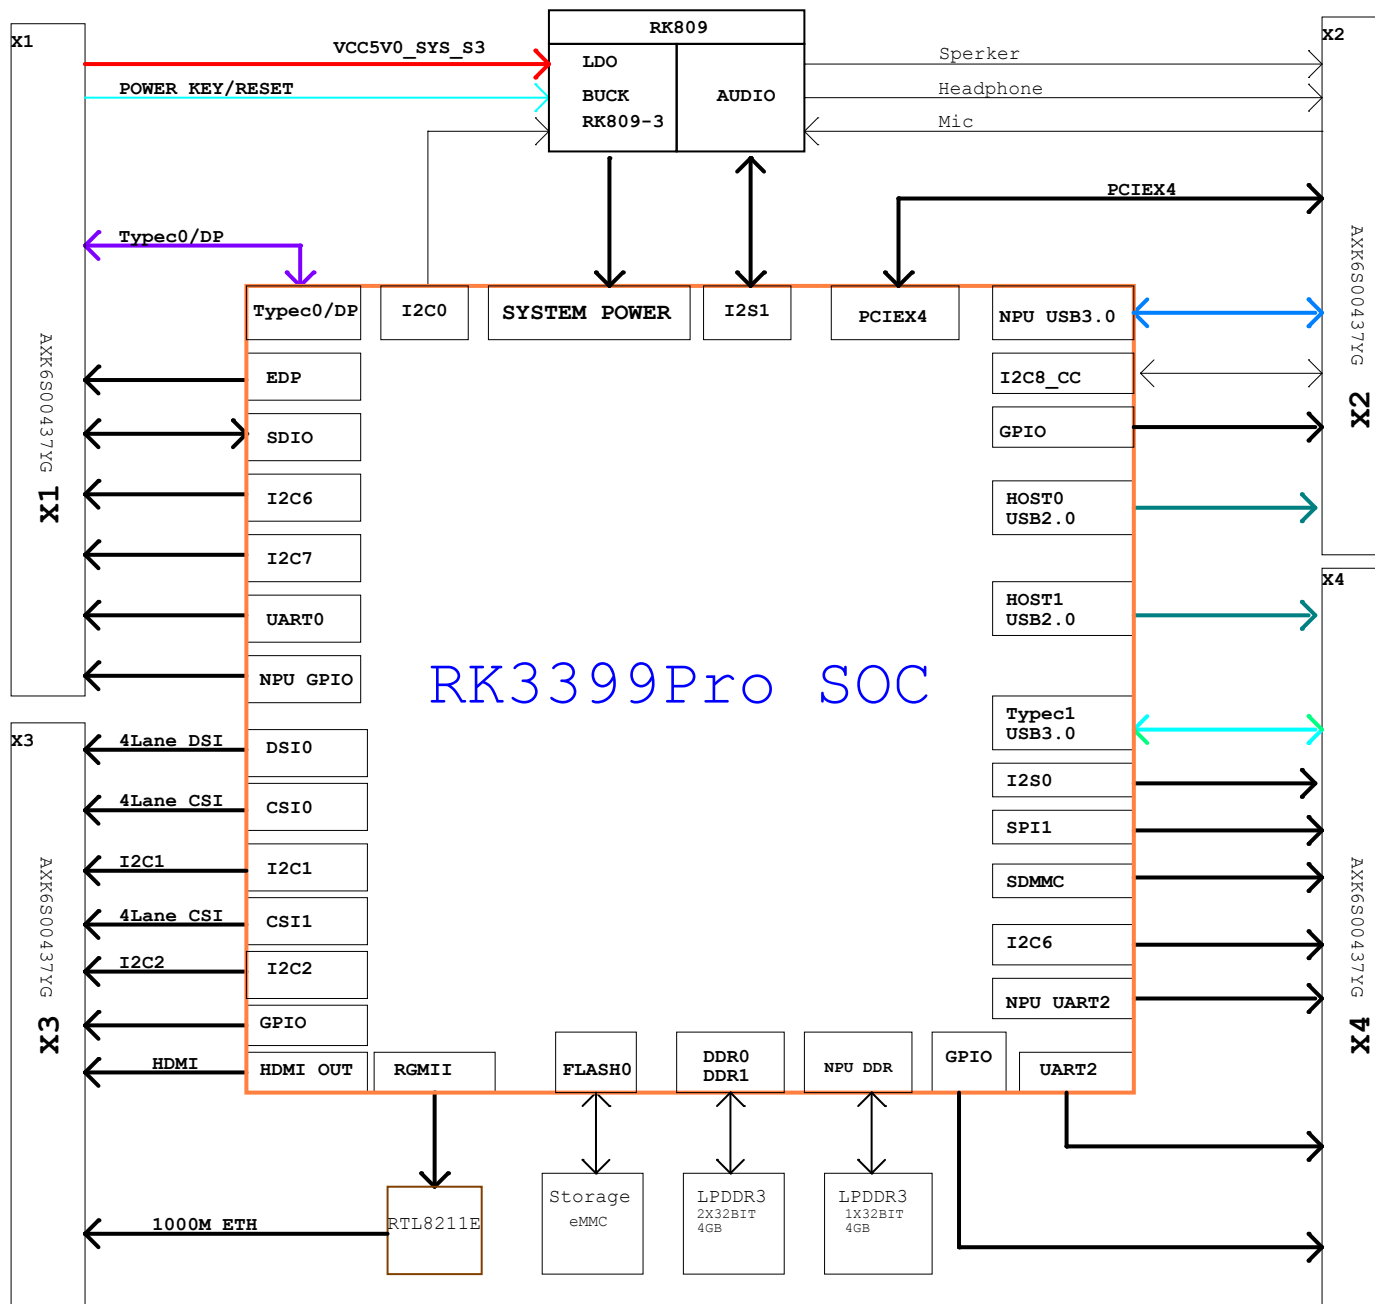 RK809
X1
VCC5V0_SYS_S3
LDO
Sperker
X2
POWER KEY/RESET
BUCK
AUDIO
Headphone
RK809-3
Mic
PCIEX4
Typec0/DP
AXK6S00437YG
X2
Typec0/DP
I2C0
SYSTEM POWER
I2S1
PCIEX4
NPU USB3.0
AXK6S00437YG
X1
EDP
I2C8_CC
SDIO
GPIO
I2C6
HOST0
USB2.0
I2C7
X4
UART0
HOST1
USB2.0
NPU GPIO
RK3399Pro SOC
Typec1
USB3.0
X3
4Lane DSI
DSI0
I2S0
4Lane CSI
CSI0
SPI1
I2C1
I2C1
SDMMC
AXK6S00437YG
X3
AXK6S00437YG
X4
4Lane CSI
CSI1
I2C6
I2C2
I2C2
NPU UART2
GPIO
HDMI
HDMI OUT
RGMII
FLASH0
DDR0
DDR1
NPU DDR
GPIO
UART2
Storage
eMMC
LPDDR3
2X32BIT
4GB
LPDDR3
1X32BIT
4GB
1000M ETH
RTL8211E